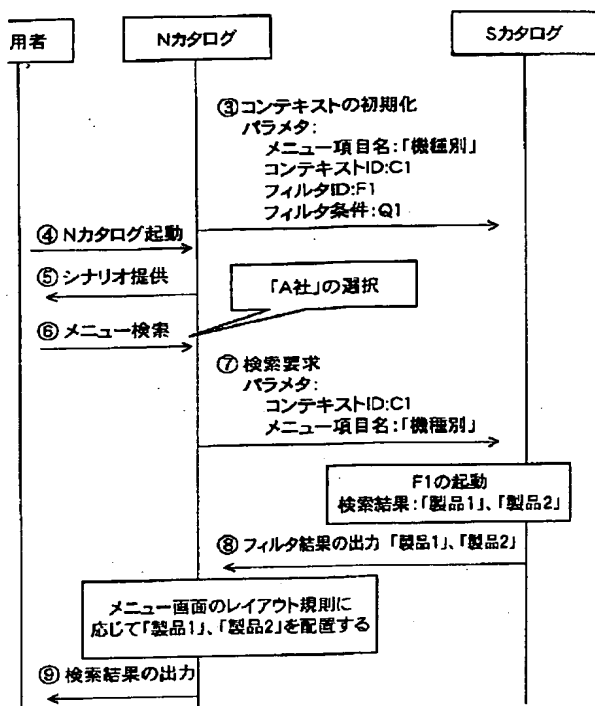 用者
Nカタログ
Sカタログ
③コンテキストの初期化
パラメタ:
メニュー項目名:「機種別」
コンテキストID:C1
フィルタID:F1
フィルタ条件:Q1
④Nカタログ起動
⑤シナリオ提供
「A社」の選択
⑥メニュー検索
⑦検索要求
パラメタ:
コンテキストID:C1
メニュー項目名:「機種別」
F1の起動
検索結果:「製品1」、「製品2」
⑧フィルタ結果の出力「製品1」、「製品2」
メニュー画面のレイアウト規則に
応じて「製品1」、「製品2」を配置する
⑨検索結果の出力